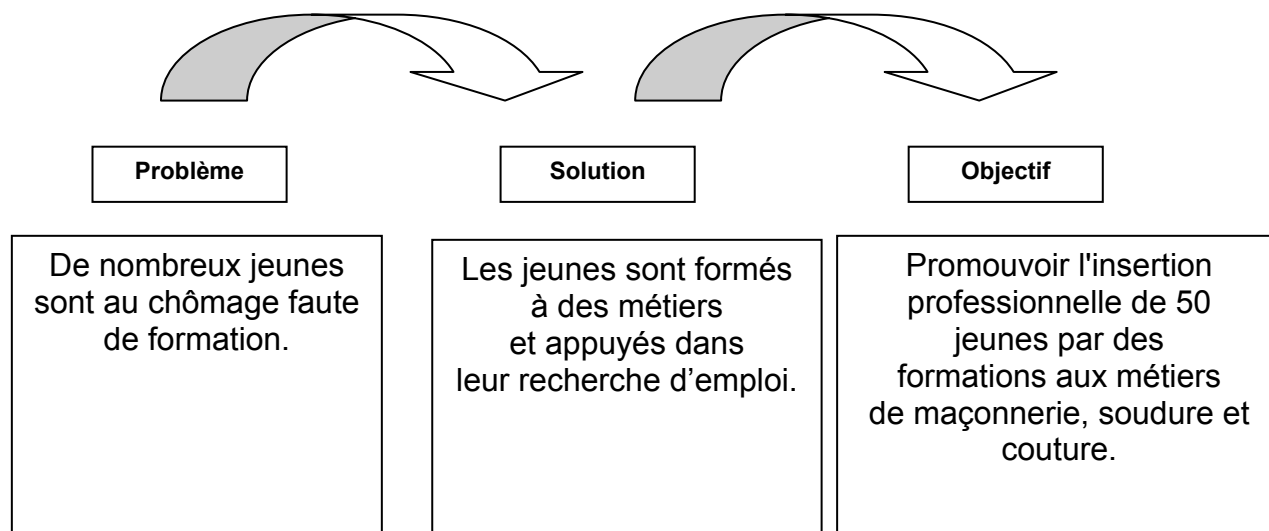 Problème
Solution
Objectif
De nombreux jeunes
sont au chômage faute
de formation.
Les jeunes sont formés
à des métiers
et appuyés dans
leur recherche d’emploi.
Promouvoir l'insertion
professionnelle de 50
jeunes par des
formations aux métiers
de maçonnerie, soudure et
couture.